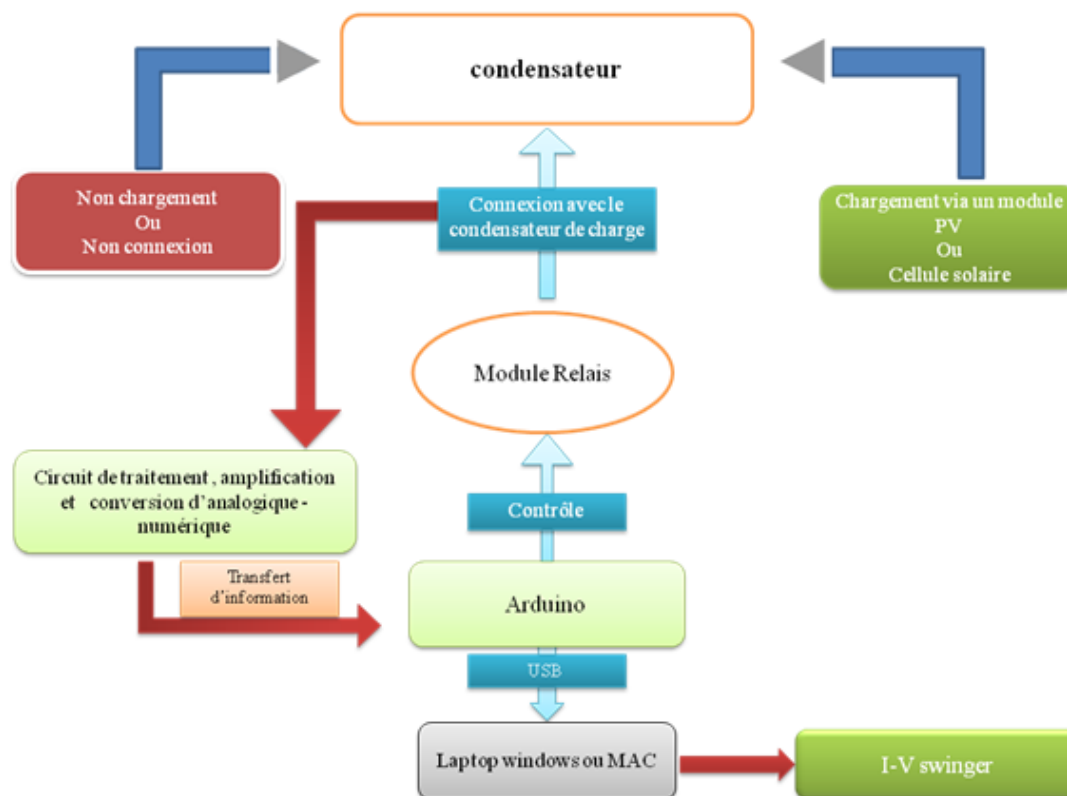 condensateur
Non chargement
Ou
Non connexion
Connexion avec le
condensateur de charge
Chargement via un module
PV
Ou
Cellule solaire
Module Relais
Circuit de traitement , amplification
et conversion d'analogique -
numérique
Contrôle
Transfert
d'information
Arduino
USB
Laptop windows ou MAC
I-V swinger